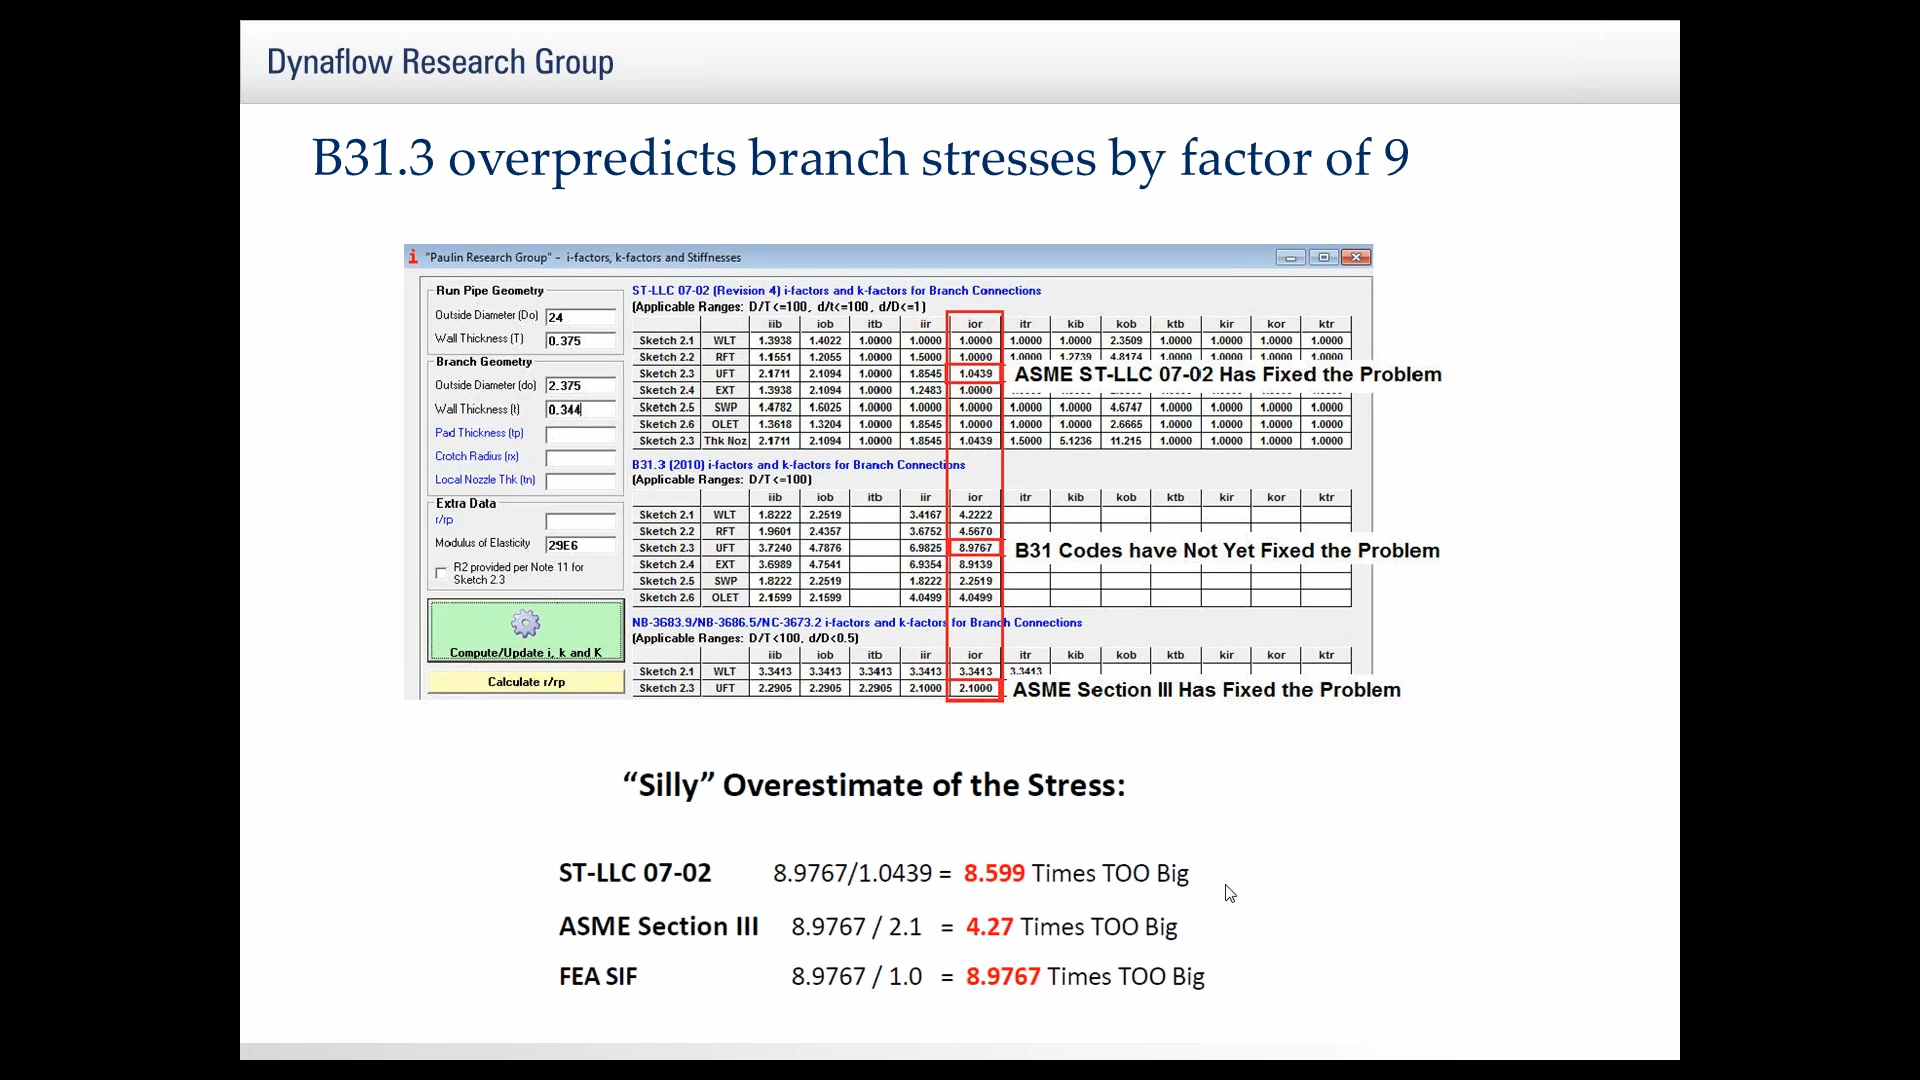 Dynaflow Research Group
B31.3 overpredicts branch stresses by factor of 9
i "Paulin Research Group" - i-factors, k-factors and Stiffnesses
Run Pipe Geometry
Outside Diameter (Do) 24
Wall Thickness (T) 0.375
Branch Geometry
Outside Diameter (do) 2.375
Wall Thickness (t) 0.344
Pad Thickness (tp)
Crotch Radius (rx)
Local Nozzle Thk (tn)
Extra Data
r/rp
Modulus of Elasticity 29E6
R2 provided per Note 11 for
Sketch 2.3
Compute/Update i, k and K
Calculate r/rp
ST-LLC 07-02 (Revision 4) i-factors and k-factors for Branch Connections
(Applicable Ranges: D/T<=100, d/t<=100, d/D<=1)
iib iob itb iir ior itr kib kob ktb kir kor ktr
Sketch 2.1 WLT 1.3938 1.4022 1.0000 1.0000 1.0000 1.0000 1.0000 2.3509 1.0000 1.0000 1.0000 1.0000
Sketch 2.2 RFT 1.1551 1.2055 1.0000 1.5000 1.0000 1.0000 1.2739 4.8174 1.0000 1.0000 1.0000 1.0000
Sketch 2.3 UFT 2.1711 2.1094 1.0000 1.8545 1.0439 ASME ST-LLC 07-02 Has Fixed the Problem
Sketch 2.4 EXT 1.3938 2.1094 1.0000 1.2483 1.0000
Sketch 2.5 SWP 1.4782 1.6025 1.0000 1.0000 1.0000 1.0000 1.0000 4.6747 1.0000 1.0000 1.0000 1.0000
Sketch 2.6 OLET 1.3618 1.3204 1.0000 1.8545 1.0000 1.0000 1.0000 2.6665 1.0000 1.0000 1.0000 1.0000
Sketch 2.3 Thk Noz 2.1711 2.1094 1.0000 1.8545 1.0439 1.5000 5.1236 11.215 1.0000 1.0000 1.0000 1.0000
B31.3 (2010) i-factors and k-factors for Branch Connections
(Applicable Ranges: D/T<=100)
iib iob itb iir ior itr kib kob ktb kir kor ktr
Sketch 2.1 WLT 1.8222 2.2519 3.4167 4.2222
Sketch 2.2 RFT 1.9601 2.4357 3.6752 4.5670
Sketch 2.3 UFT 3.7240 4.7876 6.9825 8.9767 B31 Codes have Not Yet Fixed the Problem
Sketch 2.4 EXT 3.6989 4.7541 6.9354 8.9139
Sketch 2.5 SWP 1.8222 2.2519 1.8222 2.2519
Sketch 2.6 OLET 2.1599 2.1599 4.0499 4.0499
NB-3683.9/NB-3686.5/NC-3673.2 i-factors and k-factors for Branch Connections
(Applicable Ranges: D/T<100, d/D<0.5)
iib iob itb iir ior itr kib kob ktb kir kor ktr
Sketch 2.1 WLT 3.3413 3.3413 3.3413 3.3413 3.3413 3.3413
Sketch 2.3 UFT 2.2905 2.2905 2.2905 2.1000 2.1000 ASME Section III Has Fixed the Problem
“Silly” Overestimate of the Stress:
ST-LLC 07-02 8.9767/1.0439 = 8.599 Times TOO Big
ASME Section III 8.9767 / 2.1 = 4.27 Times TOO Big
FEA SIF 8.9767 / 1.0 = 8.9767 Times TOO Big